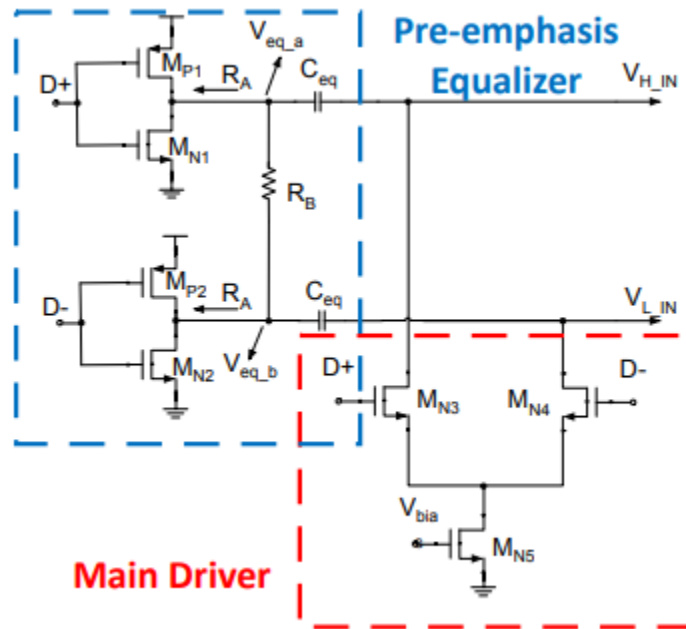 V_eq_a
Pre-emphasis
Equalizer
M_P1
R_A
C_eq
V_H_IN
D+
M_N1
R_B
M_P2
R_A
C_eq
V_L_IN
D-
M_N2
V_eq_b
D+
M_N3
M_N4
D-
V_bia
M_N5
Main Driver